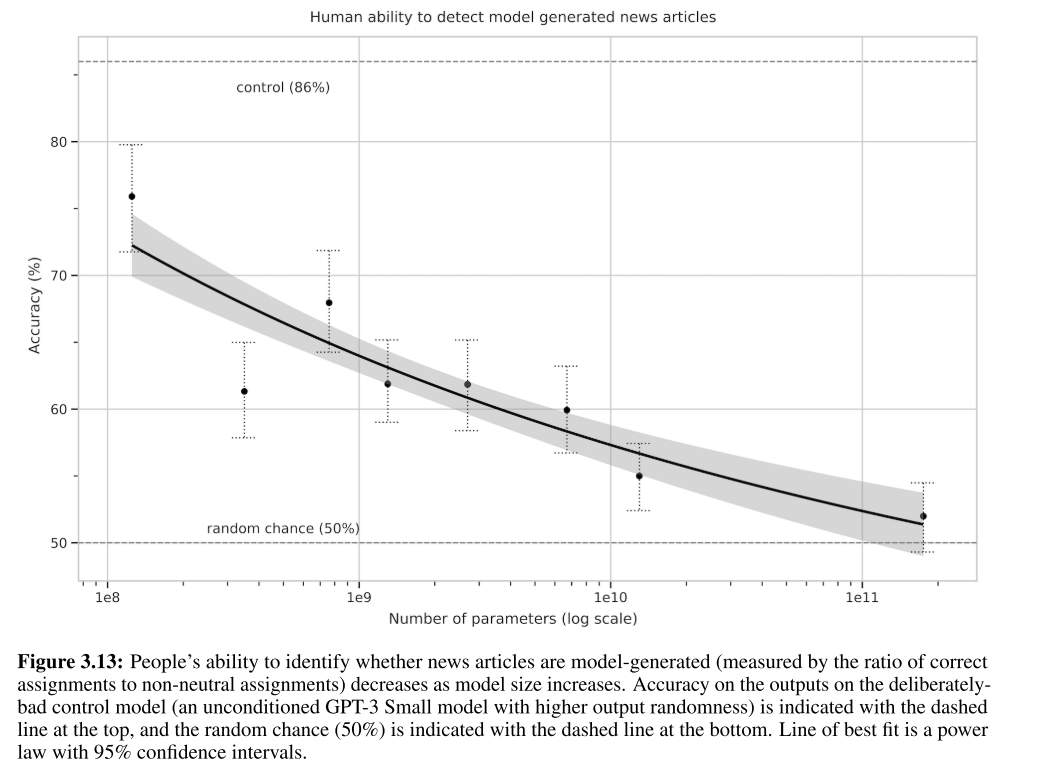 Human ability to detect model generated news articles
control (86%)
80
70
60
50
Accuracy (%)
random chance (50%)
1e8
1e9
1e10
1e11
Number of parameters (log scale)
Figure 3.13: People's ability to identify whether news articles are model-generated (measured by the ratio of correct
assignments to non-neutral assignments) decreases as model size increases. Accuracy on the outputs on the deliberately-
bad control model (an unconditioned GPT-3 Small model with higher output randomness) is indicated with the dashed
line at the top, and the random chance (50%) is indicated with the dashed line at the bottom. Line of best fit is a power
law with 95% confidence intervals.